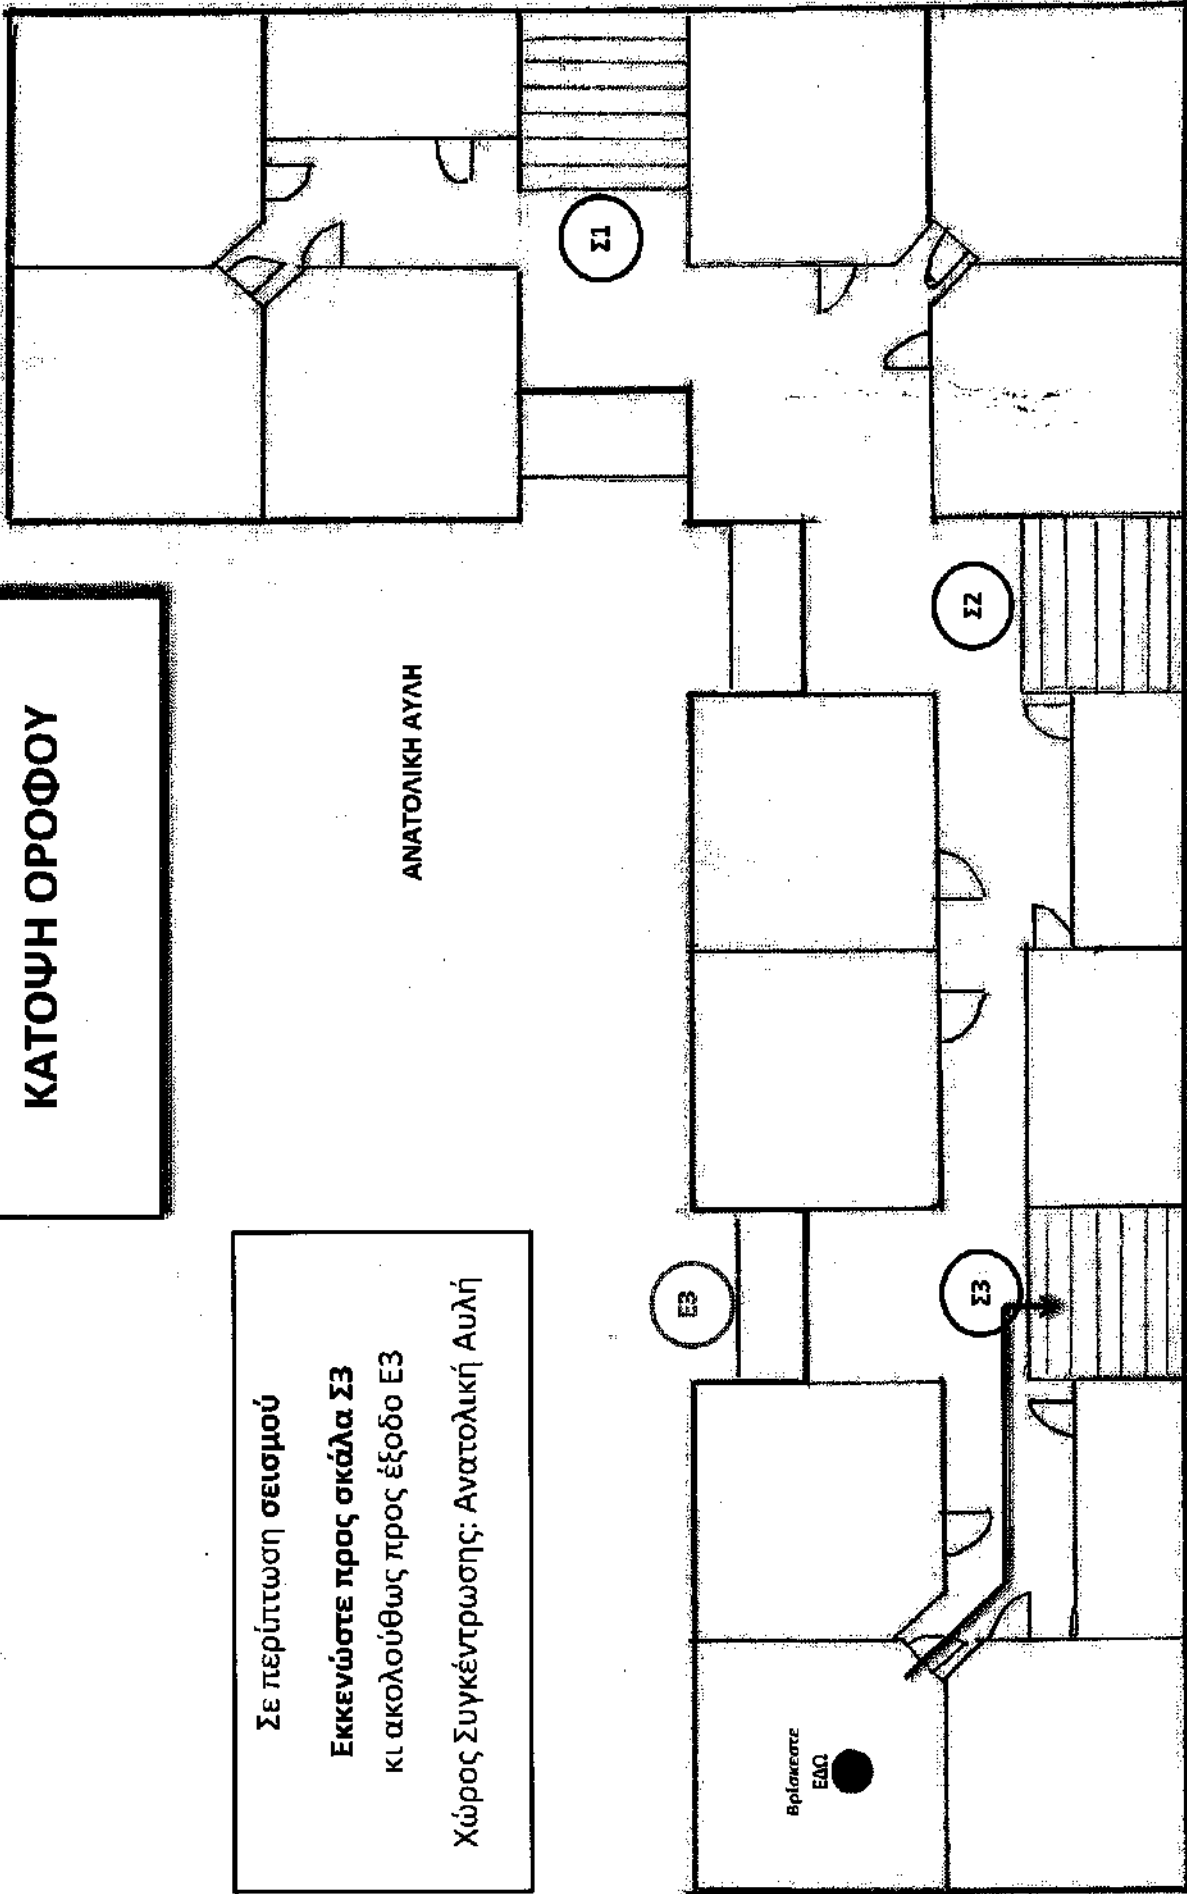 ΚΑΤΟΨΗ ΟΡΟΦΟΥ
Σε περίπτωση σεισμού
Εκκενώστε προς σκάλα Σ3
κι ακολούθως προς έξοδο Ε3
Χώρος Συγκέντρωσης: Ανατολική Αυλή
ΑΝΑΤΟΛΙΚΗ ΑΥΛΗ
Σ1
Σ2
Ε3
Σ3
Βρίσκεστε
ΕΔΩ